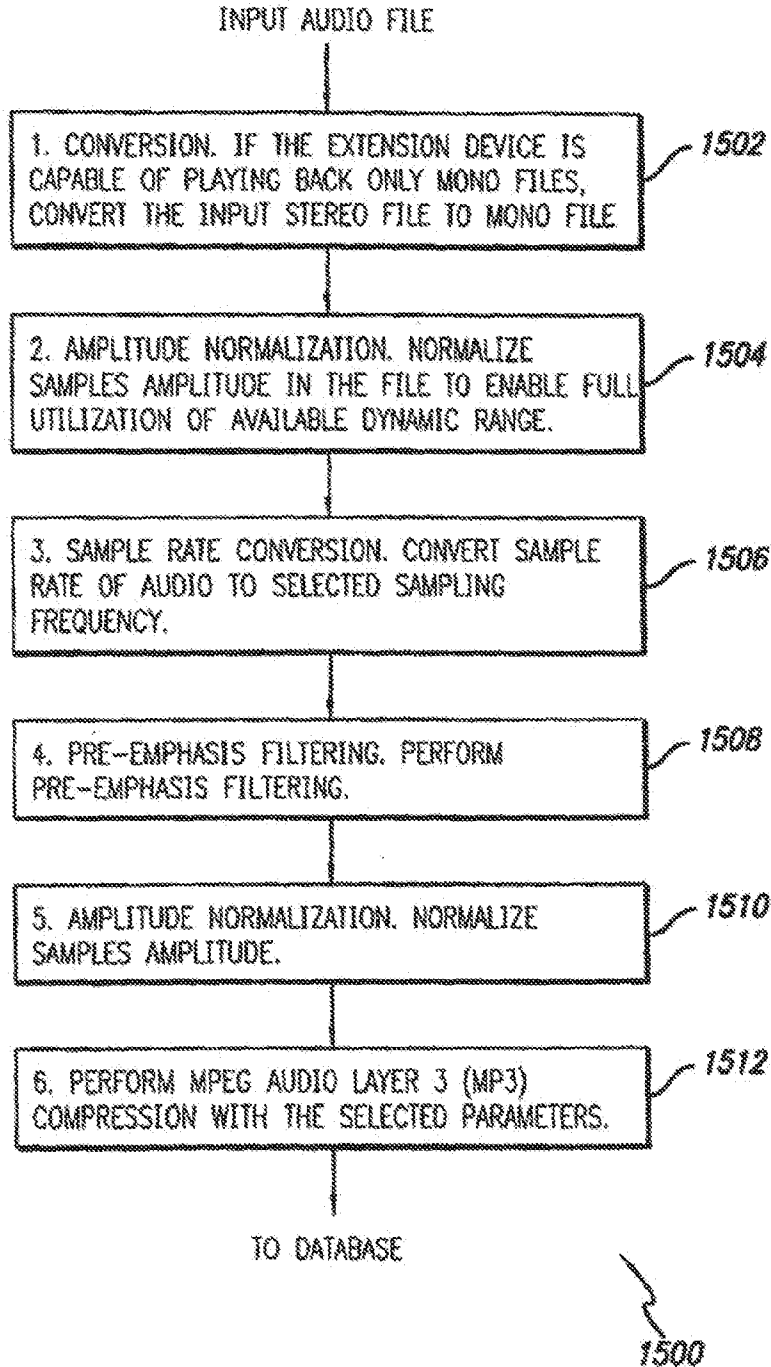 INPUT AUDIO FILE
1. CONVERSION. IF THE EXTENSION DEVICE IS
CAPABLE OF PLAYING BACK ONLY MONO FILES,
CONVERT THE INPUT STEREO FILE TO MONO FILE
1502
2. AMPLITUDE NORMALIZATION. NORMALIZE
SAMPLES AMPLITUDE IN THE FILE TO ENABLE FULL
UTILIZATION OF AVAILABLE DYNAMIC RANGE.
1504
3. SAMPLE RATE CONVERSION. CONVERT SAMPLE
RATE OF AUDIO TO SELECTED SAMPLING
FREQUENCY.
1506
4. PRE-EMPHASIS FILTERING. PERFORM
PRE-EMPHASIS FILTERING.
1508
5. AMPLITUDE NORMALIZATION. NORMALIZE
SAMPLES AMPLITUDE.
1510
6. PERFORM MPEG AUDIO LAYER 3 (MP3)
COMPRESSION WITH THE SELECTED PARAMETERS.
1512
TO DATABASE
1500